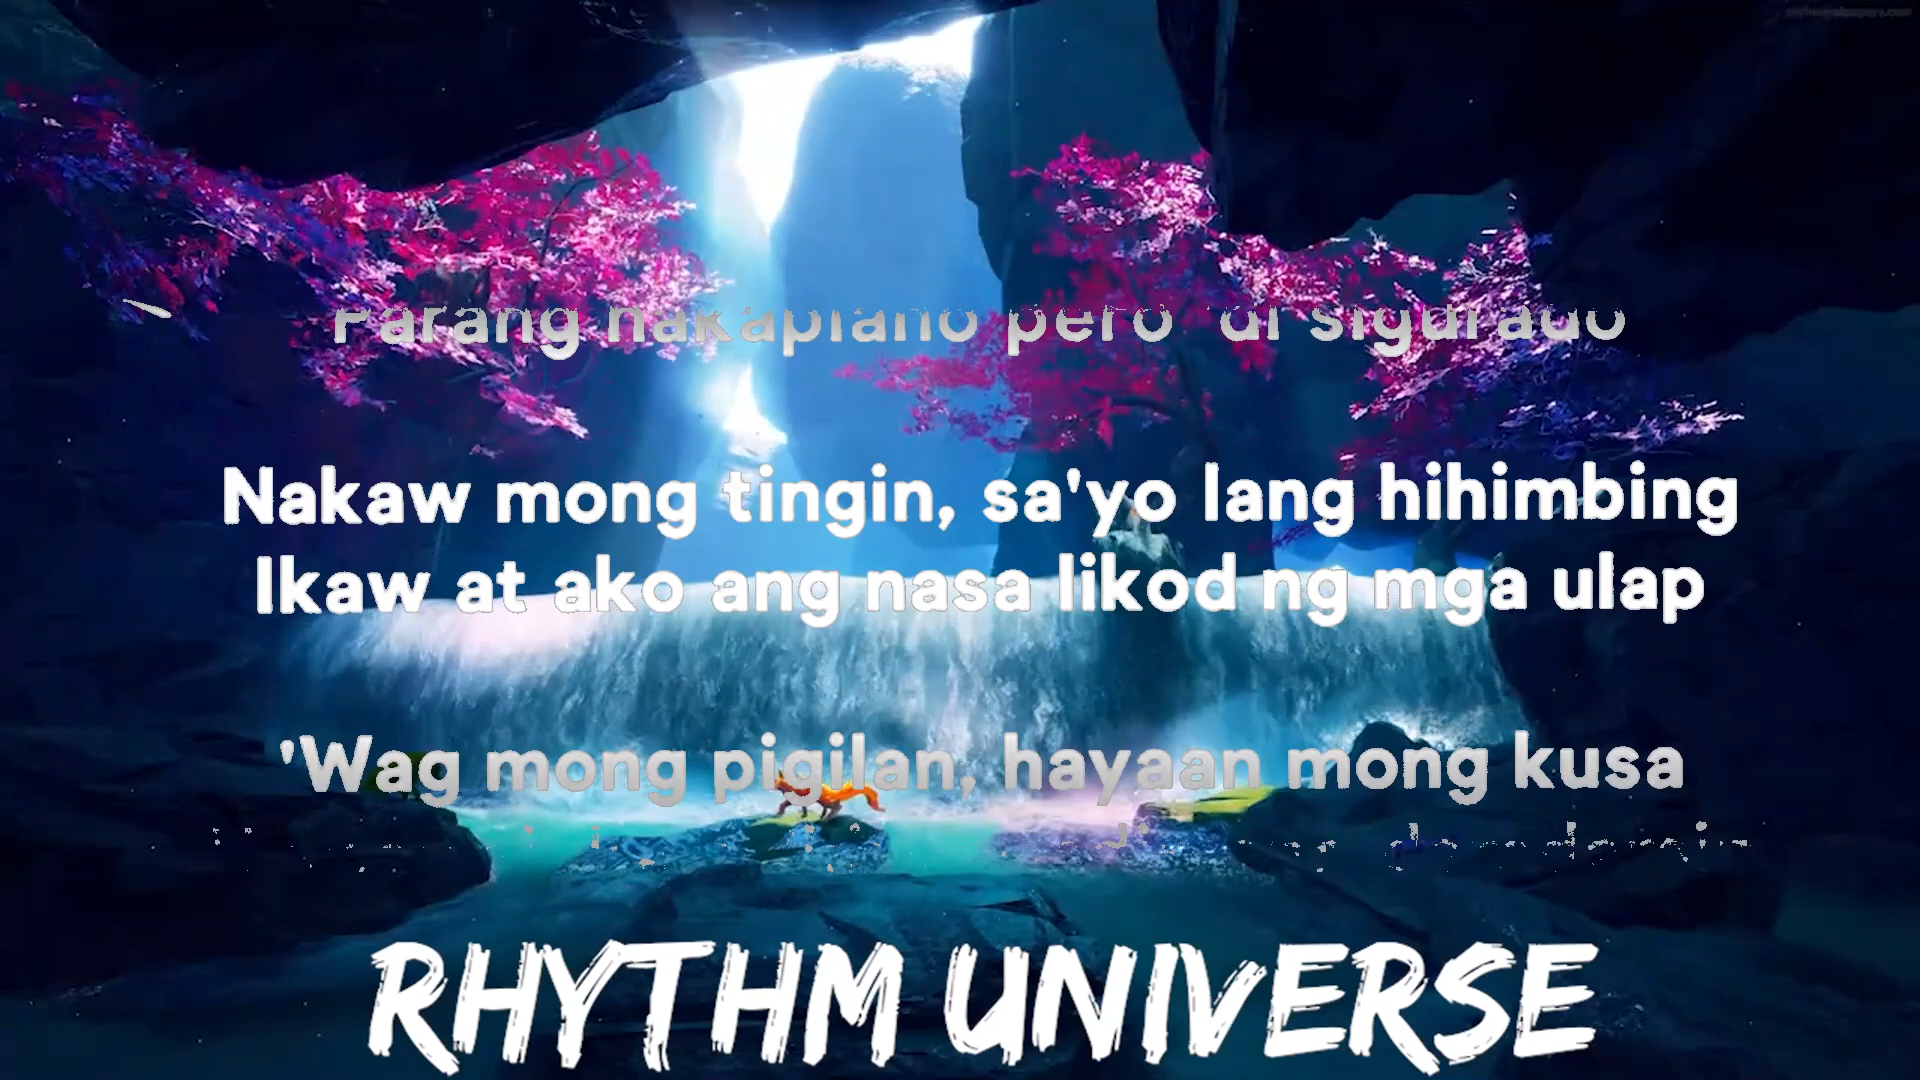 Parang nakapiano pero 'di sigurado
Nakaw mong tingin, sa'yo lang hihimbing
Ikaw at ako ang nasa likod ng mga ulap
'Wag mong pigilan, hayaan mong kusa
RHYTHM UNIVERSE